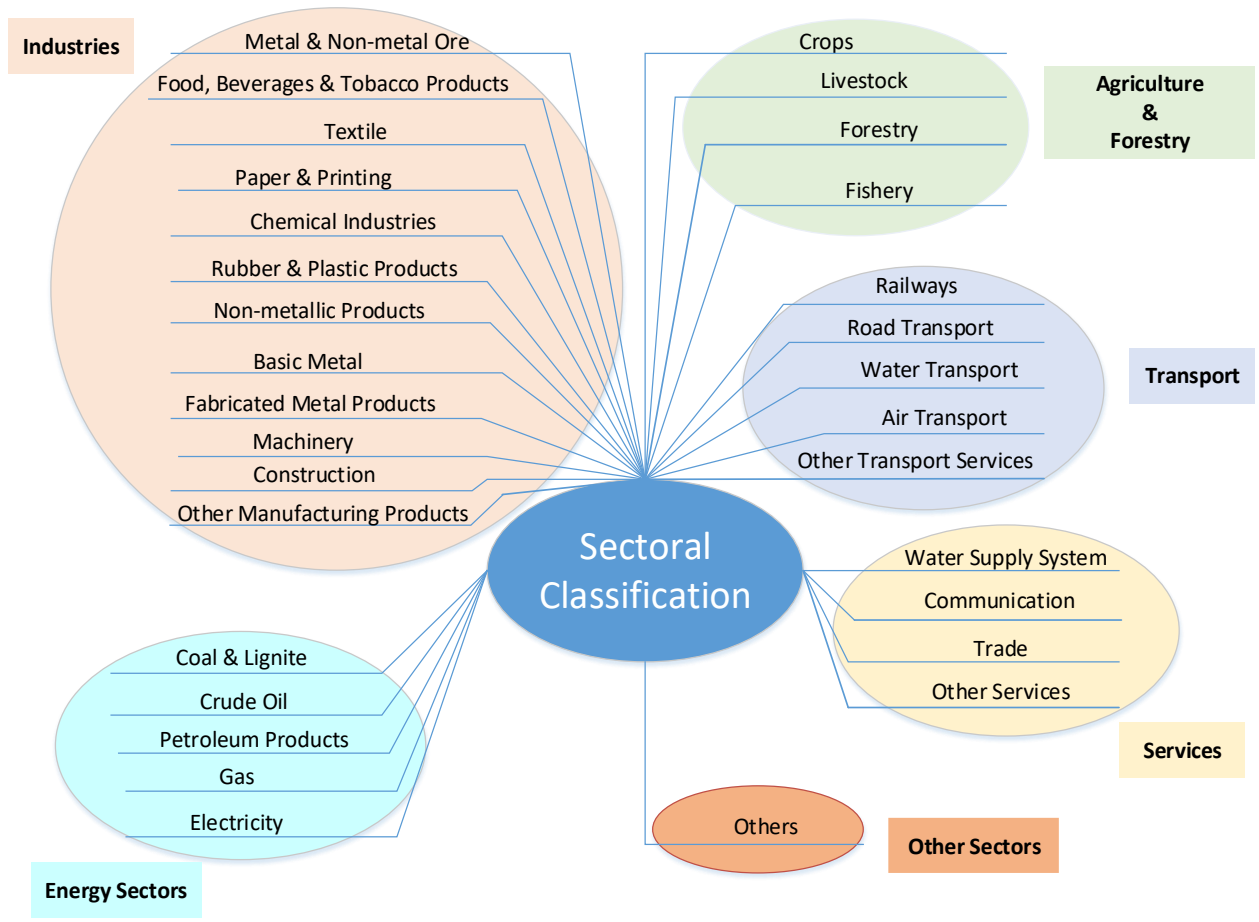 Industries
Metal & Non-metal Ore
Food, Beverages & Tobacco Products
Textile
Paper & Printing
Chemical Industries
Rubber & Plastic Products
Non-metallic Products
Basic Metal
Fabricated Metal Products
Machinery
Construction
Other Manufacturing Products
Crops
Livestock
Forestry
Fishery
Agriculture
&
Forestry
Railways
Road Transport
Water Transport
Air Transport
Other Transport Services
Transport
Sectoral
Classification
Water Supply System
Communication
Trade
Other Services
Services
Coal & Lignite
Crude Oil
Petroleum Products
Gas
Electricity
Energy Sectors
Others
Other Sectors